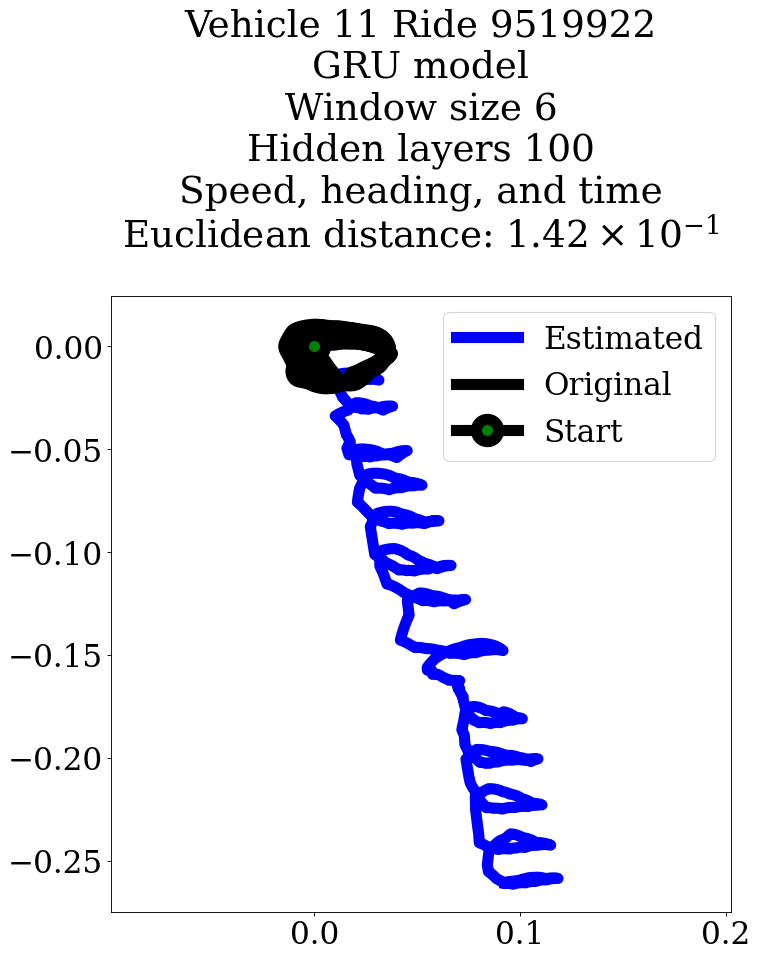 Vehicle 11 Ride 9519922
GRU model
Window size 6
Hidden layers 100
Speed, heading, and time
Euclidean distance: 1.42 × 10⁻¹
Estimated
Original
Start
0.00
−0.05
−0.10
−0.15
−0.20
−0.25
0.0 0.1 0.2